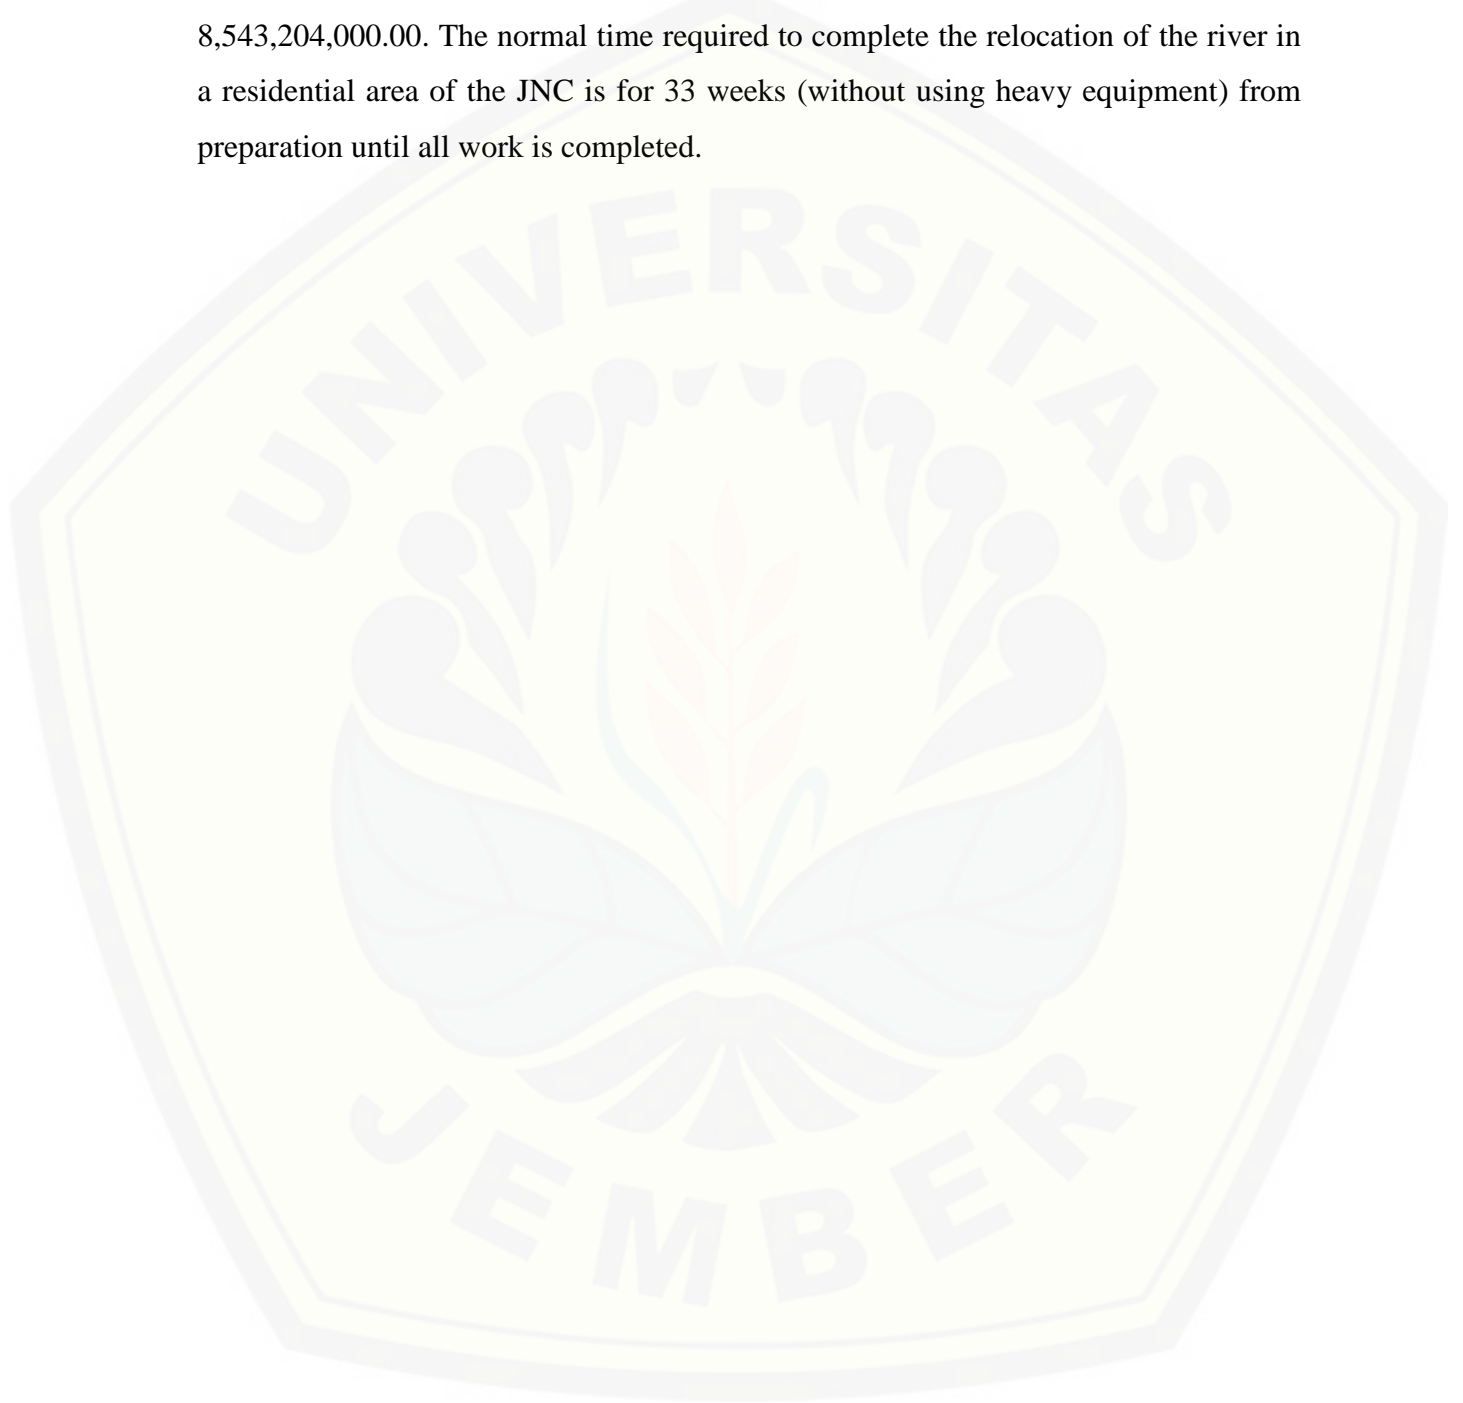 8,543,204,000.00. The normal time required to complete the relocation of the river in
a residential area of the JNC is for 33 weeks (without using heavy equipment) from
preparation until all work is completed.
UNIVERSITAS
JEMBER